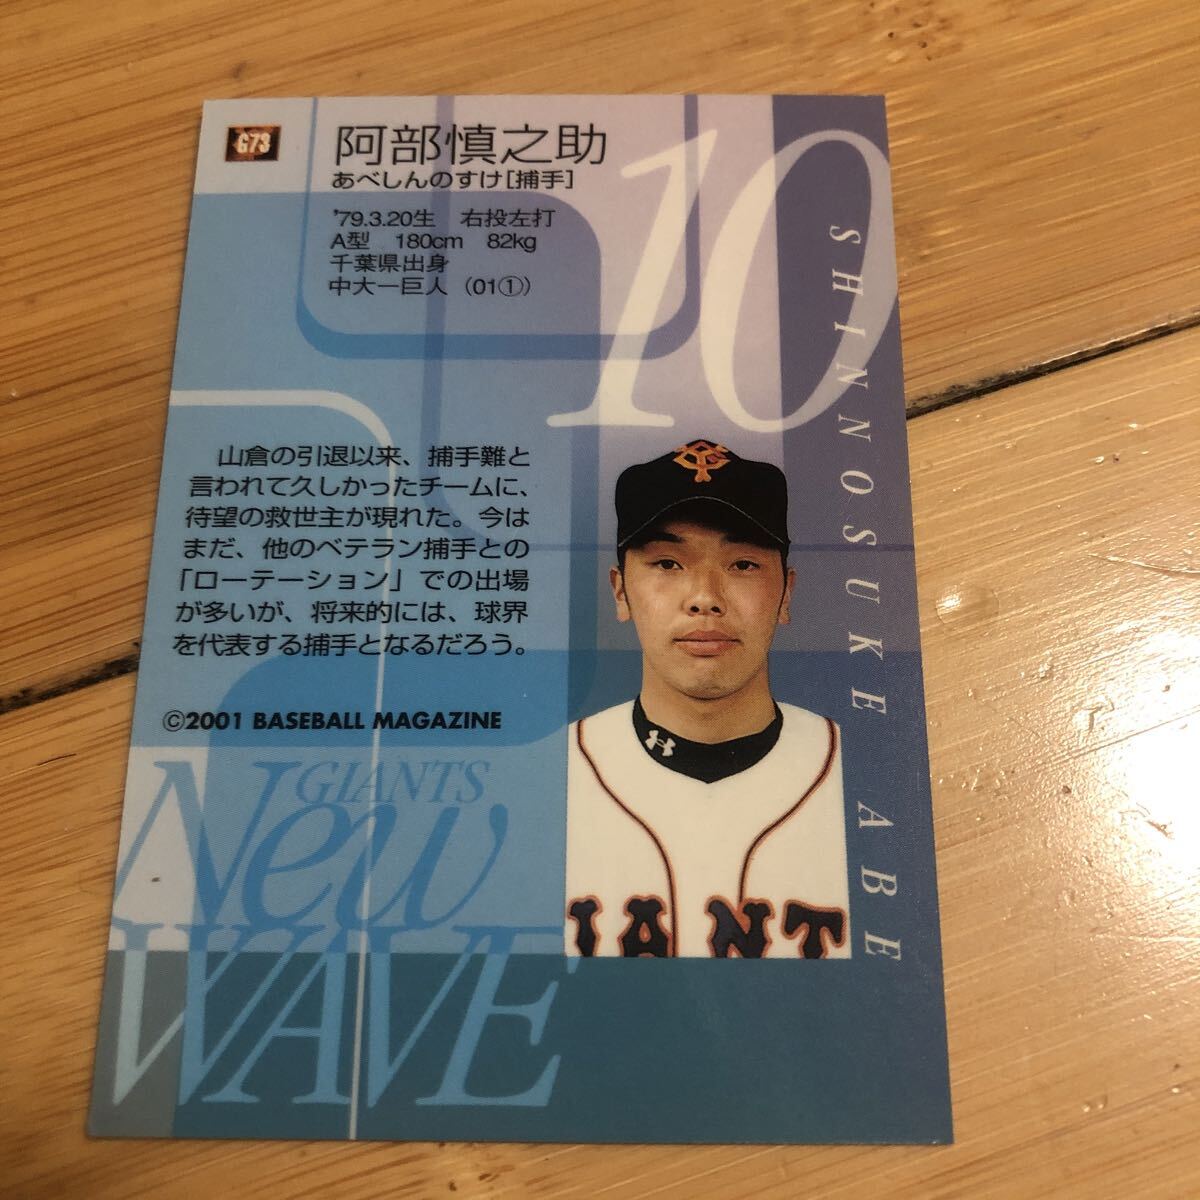 G73
阿部慎之助
あべしんのすけ[捕手]
'79.3.20生　右投左打
A型　180cm　82kg
千葉県出身
中大ー巨人（01①）
10
SHINNOSUKE ABE
山倉の引退以来、捕手難と
言われて久しかったチームに、
待望の救世主が現れた。今は
まだ、他のベテラン捕手との
「ローテーション」での出場
が多いが、将来的には、球界
を代表する捕手となるだろう。
©2001 BASEBALL MAGAZINE
GIANTS
NEW
WAVE
IANT